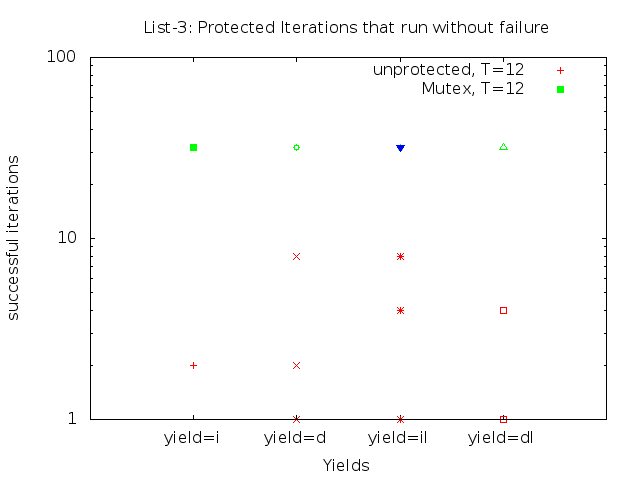 List-3: Protected Iterations that run without failure
100
unprotected, T=12
Mutex, T=12
successful iterations
10
1
yield=i yield=d yield=il yield=dl
Yields